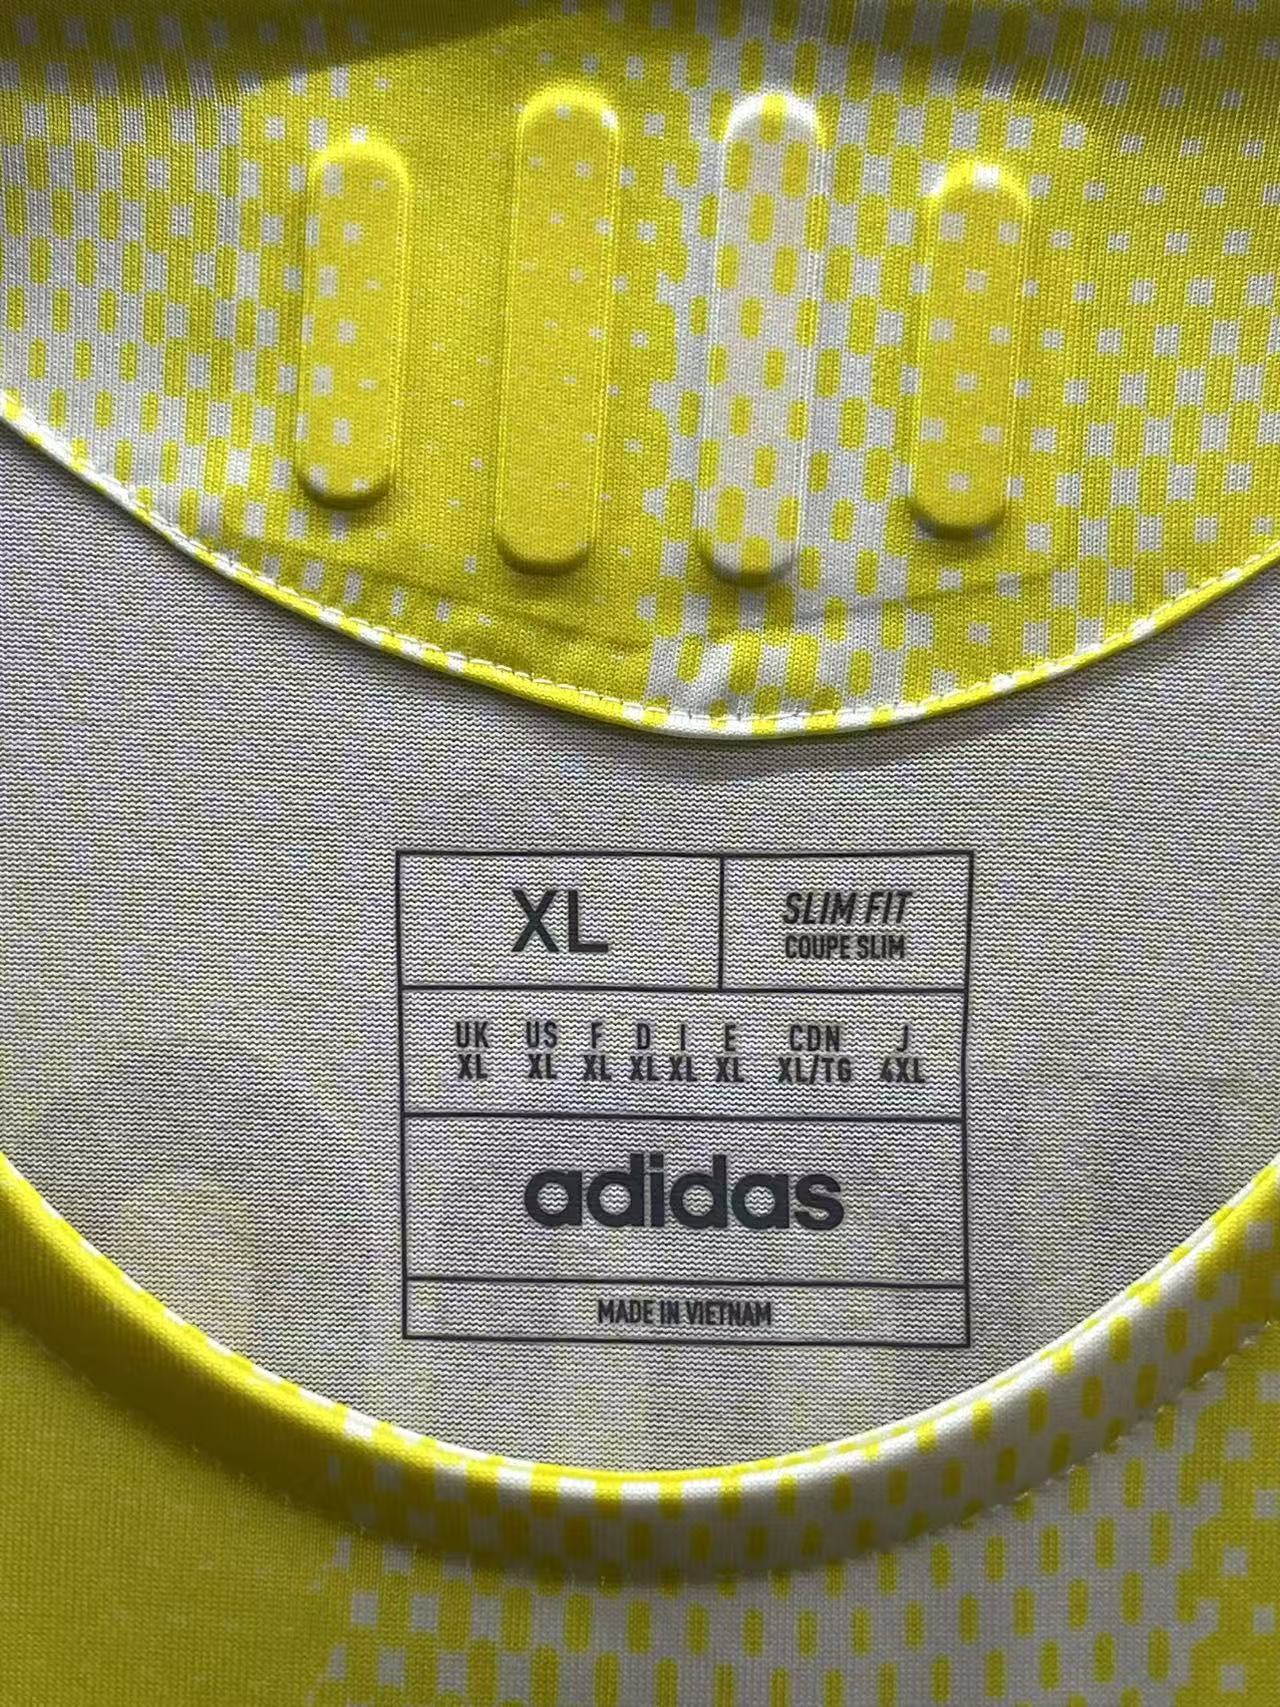 XL
SLIM FIT
COUPE SLIM
UK US F D I E CDN J
XL XL XL XL XL XL XL/TG 4XL
adidas
MADE IN VIETNAM